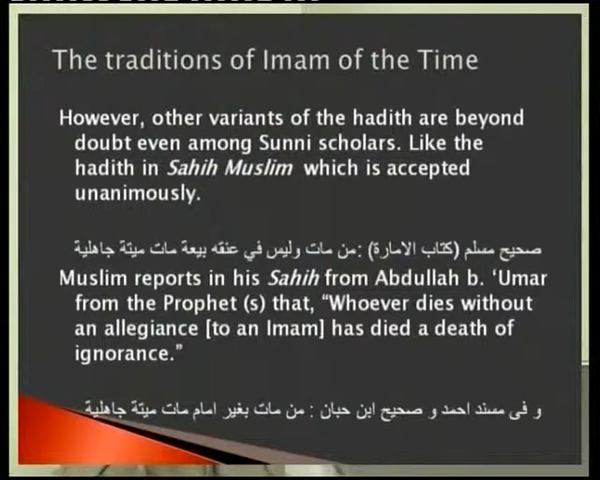 The traditions of Imam of the Time
However, other variants of the hadith are beyond
doubt even among Sunni scholars. Like the
hadith in Sahih Muslim which is accepted
unanimously.
صحيح مسلم (كتاب الامارة) :من مات وليس في عنقه بيعة مات ميتة جاهلية
Muslim reports in his Sahih from Abdullah b. ‘Umar
from the Prophet (s) that, “Whoever dies without
an allegiance [to an Imam] has died a death of
ignorance.”
و فى مسند احمد و صحيح ابن حبان : من مات بغير امام مات ميتة جاهلية